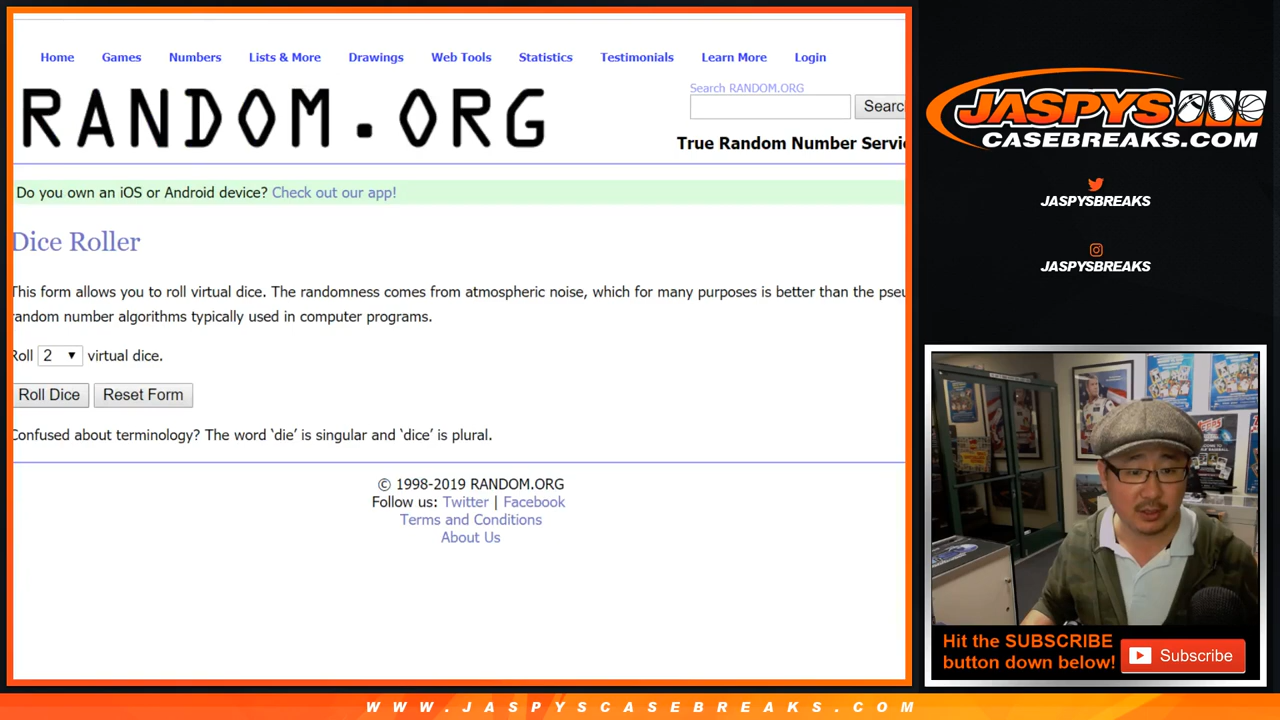 Home Games Numbers Lists & More Drawings Web Tools Statistics Testimonials Learn More Login
Search RANDOM.ORG
RANDOM.ORG
Searc
True Random Number Servi
Do you own an iOS or Android device? Check out our app!
Dice Roller
This form allows you to roll virtual dice. The randomness comes from atmospheric noise, which for many purposes is better than the pseu
random number algorithms typically used in computer programs.
Roll 2 virtual dice.
Roll Dice Reset Form
Confused about terminology? The word ‘die’ is singular and ‘dice’ is plural.
© 1998-2019 RANDOM.ORG
Follow us: Twitter | Facebook
Terms and Conditions
About Us
JASPYS
CASEBREAKS.COM
JASPYSBREAKS
JASPYSBREAKS
Hit the SUBSCRIBE
button down below!
Subscribe
WWW.JASPYSCASEBREAKS.COM